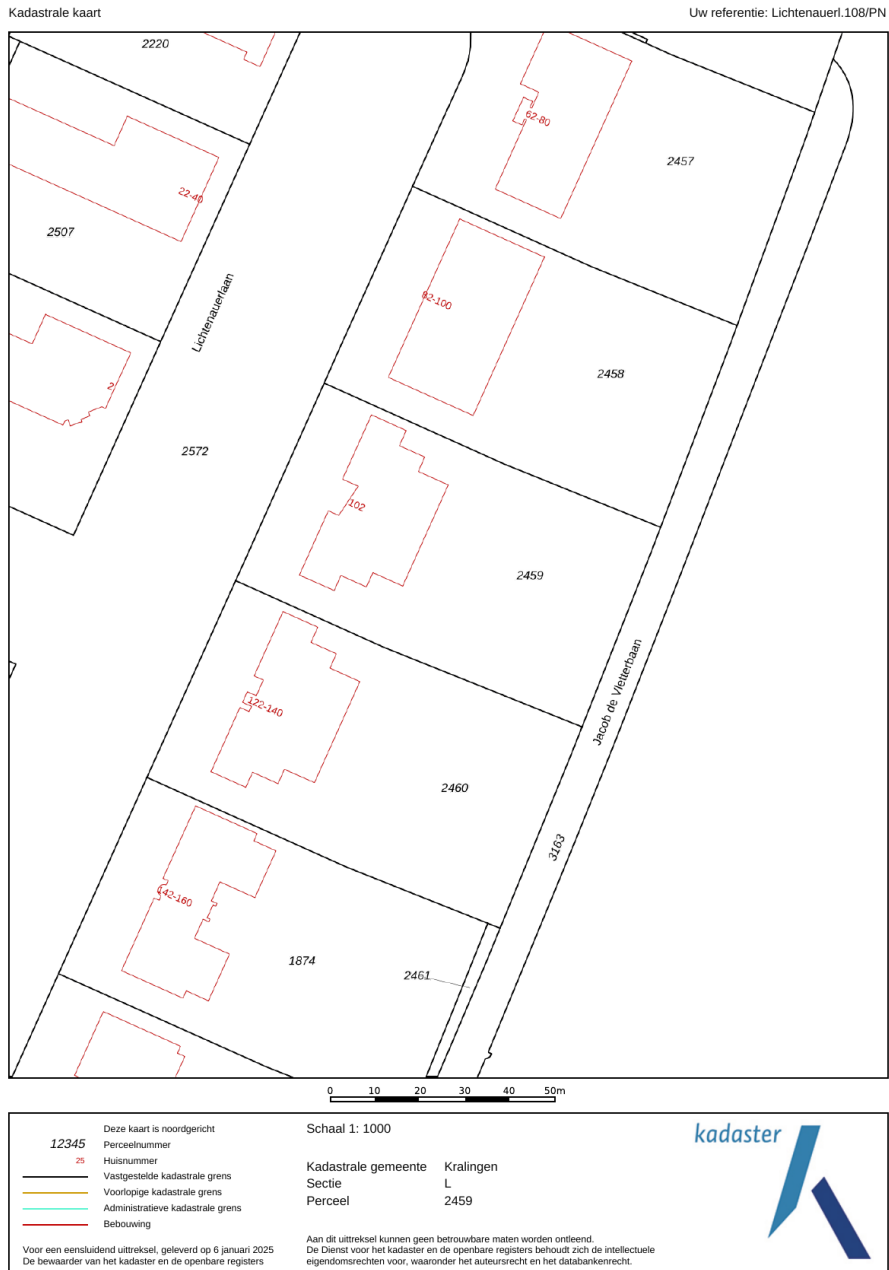 Kadastrale kaart
Uw referentie: Lichtenauerl.108/PN
2220
62-80
2457
22-40
2507
Lichtenauerlaan
82-100
2458
2
2572
102
2459
Jacob de Vletterbaan
122-140
2460
3163
142-160
1874
2461
0 10 20 30 40 50m
Deze kaart is noordgericht
12345 Perceelnummer
25 Huisnummer
Vastgestelde kadastrale grens
Voorlopige kadastrale grens
Administratieve kadastrale grens
Bebouwing
Voor een eensluidend uittreksel, geleverd op 6 januari 2025
De bewaarder van het kadaster en de openbare registers
Schaal 1: 1000
Kadastrale gemeente Kralingen
Sectie L
Perceel 2459
Aan dit uittreksel kunnen geen betrouwbare maten worden ontleend.
De Dienst voor het kadaster en de openbare registers behoudt zich de intellectuele
eigendomsrechten voor, waaronder het auteursrecht en het databankenrecht.
kadaster